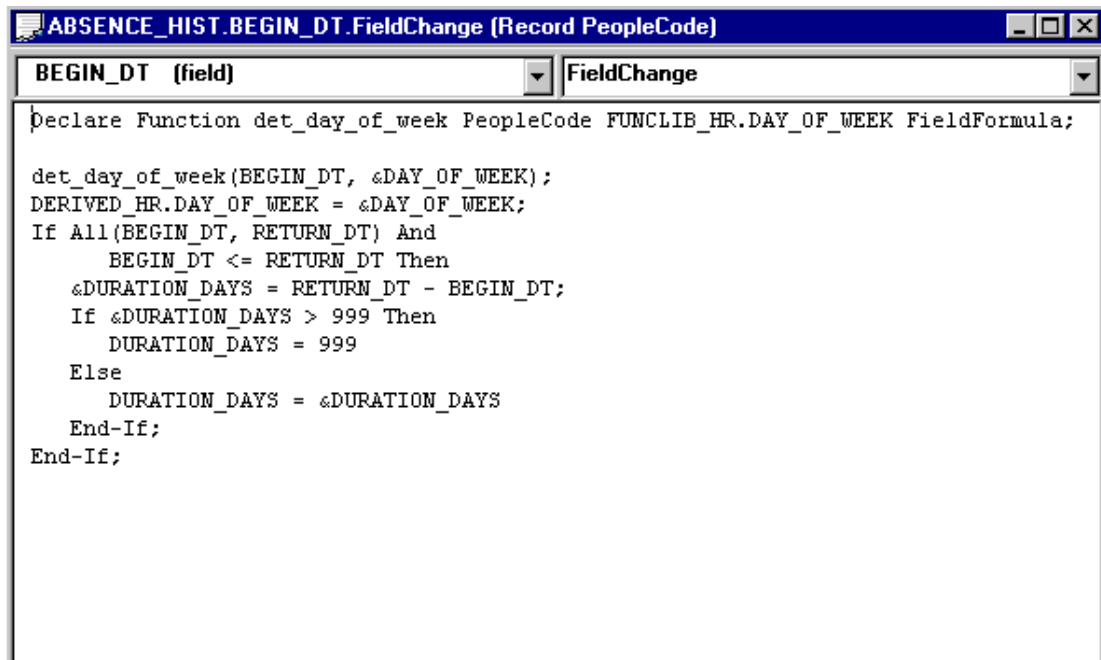 ABSENCE_HIST.BEGIN_DT.FieldChange (Record PeopleCode)
BEGIN_DT (field) FieldChange
Declare Function det_day_of_week PeopleCode FUNCLIB_HR.DAY_OF_WEEK FieldFormula;
det_day_of_week(BEGIN_DT, &DAY_OF_WEEK);
DERIVED_HR.DAY_OF_WEEK = &DAY_OF_WEEK;
If All(BEGIN_DT, RETURN_DT) And
      BEGIN_DT <= RETURN_DT Then
   &DURATION_DAYS = RETURN_DT - BEGIN_DT;
   If &DURATION_DAYS > 999 Then
      DURATION_DAYS = 999
   Else
      DURATION_DAYS = &DURATION_DAYS
   End-If;
End-If;